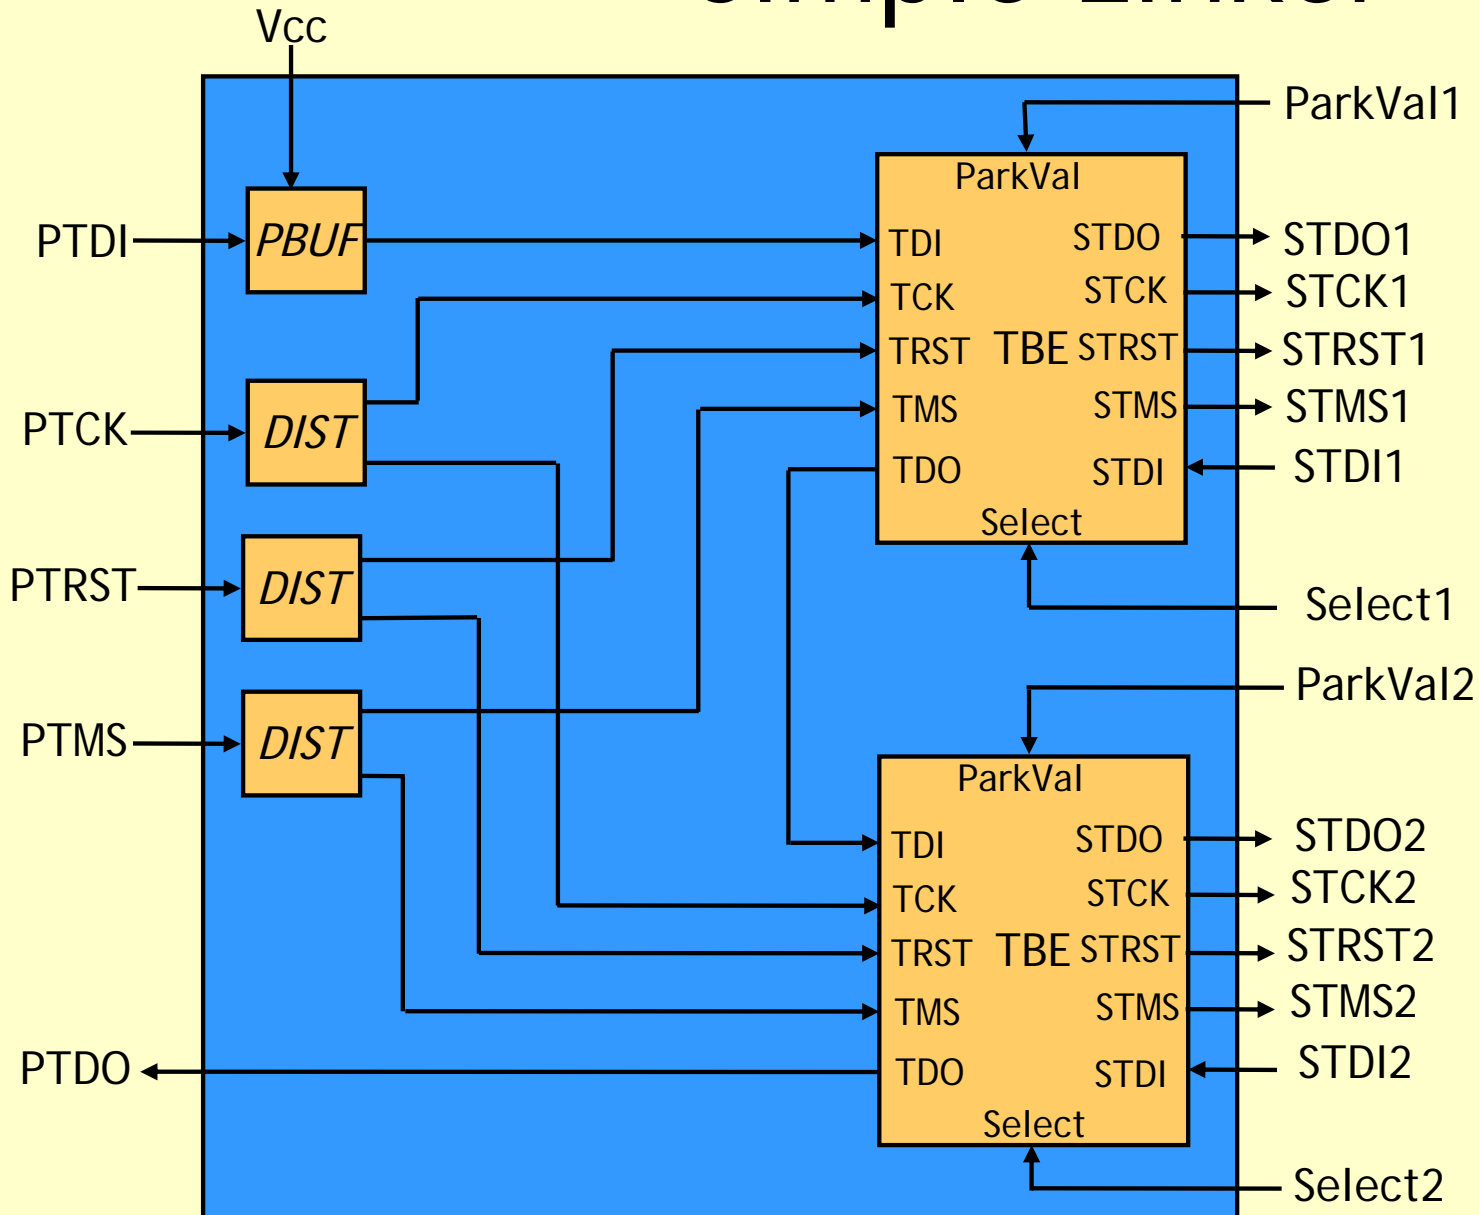 Simple Linker
Vcc
ParkVal1
ParkVal
PTDI
PBUF
TDI
STDO
STDO1
TCK
STCK
STCK1
TRST
TBE
STRST
STRST1
PTCK
DIST
TMS
STMS
STMS1
TDO
STDI
STDI1
Select
PTRST
DIST
Select1
ParkVal2
PTMS
DIST
ParkVal
TDI
STDO
STDO2
TCK
STCK
STCK2
TRST
TBE
STRST
STRST2
TMS
STMS
STMS2
PTDO
TDO
STDI
STDI2
Select
Select2